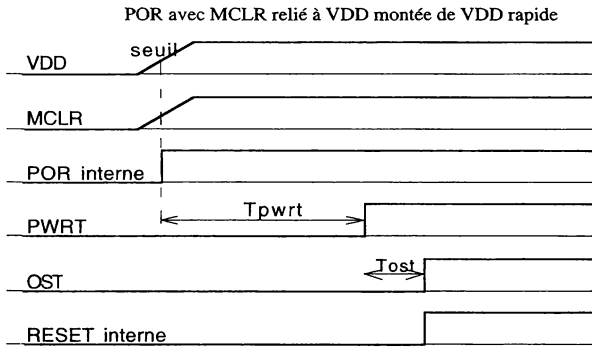 POR avec MCLR relié à VDD montée de VDD rapide
seuil
VDD
MCLR
POR interne
Tpwrt
PWRT
Tost
OST
RESET interne